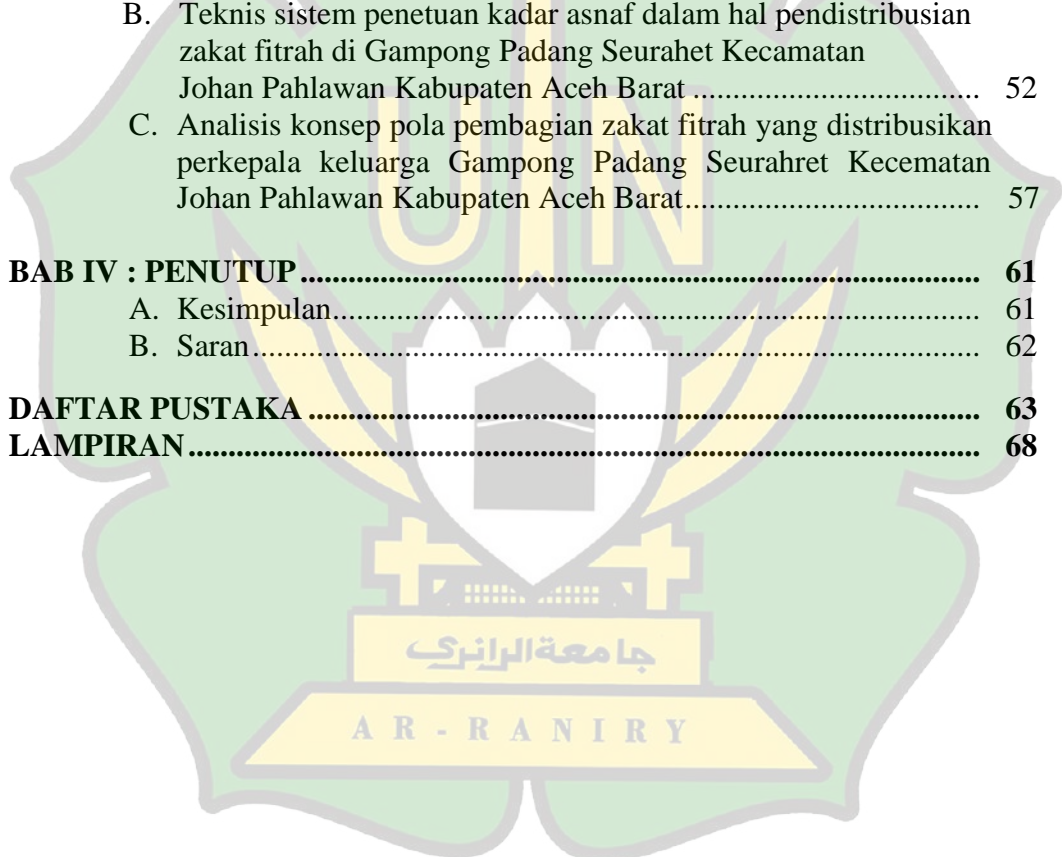 B. Teknis sistem penetuan kadar asnaf dalam hal pendistribusian
zakat fitrah di Gampong Padang Seurahet Kecamatan
Johan Pahlawan Kabupaten Aceh Barat .................................. 52
C. Analisis konsep pola pembagian zakat fitrah yang distribusikan
perkepala keluarga Gampong Padang Seurahret Kecematan
Johan Pahlawan Kabupaten Aceh Barat................................... 57
BAB IV : PENUTUP ................................................................................ 61
A. Kesimpulan............................................................................. 61
B. Saran....................................................................................... 62
DAFTAR PUSTAKA ............................................................................... 63
LAMPIRAN.............................................................................................. 68
UIN
جامعة الرانري
AR - RANIRY